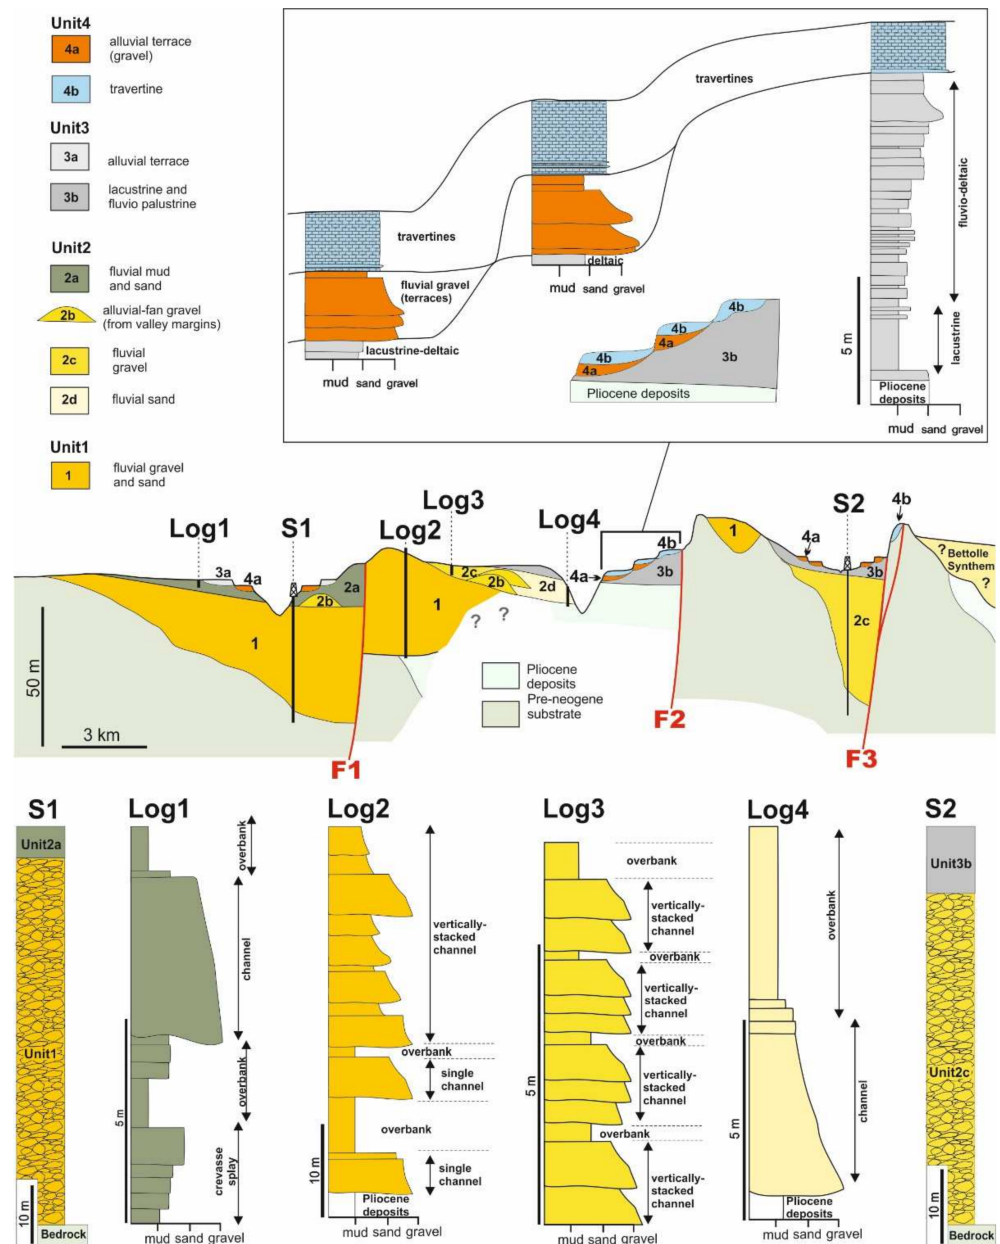 Unit4
4a
alluvial terrace
(gravel)
4b
travertine
Unit3
3a
alluvial terrace
3b
lacustrine and
fluvio palustrine
Unit2
2a
fluvial mud
and sand
2b
alluvial-fan gravel
(from valley margins)
2c
fluvial
gravel
2d
fluvial sand
Unit1
1
fluvial gravel
and sand
travertines
fluvial gravel
(terraces)
lacustrine-deltaic
mud sand gravel
deltaic
mud sand gravel
travertines
4b
4b
4a
4b
4a
3b
Pliocene deposits
fluvio-deltaic
lacustrine
5 m
Pliocene
deposits
mud sand gravel
Log1
S1
Log2
Log3
Log4
S2
3a
4a
2b
2a
1
1
2c
2b
2d
? ?
4a
4b
3b
1
4a
3b
4b
2c
? Bettolle
Synthem
?
50 m
3 km
F1
F2
F3
Pliocene
deposits
Pre-neogene
substrate
S1
Unit2a
Unit1
10 m
Bedrock
Log1
overbank
channel
overbank
crevasse
splay
5 m
mud sand gravel
Log2
vertically-
stacked
channel
overbank
single
channel
overbank
single
channel
10 m
Pliocene
deposits
mud sand gravel
Log3
overbank
vertically-
stacked
channel
overbank
vertically-
stacked
channel
overbank
vertically-
stacked
channel
overbank
vertically-
stacked
channel
5 m
mud sand gravel
Log4
overbank
channel
5 m
Pliocene
deposits
mud sand gravel
S2
Unit3b
Unit2c
10 m
Bedrock